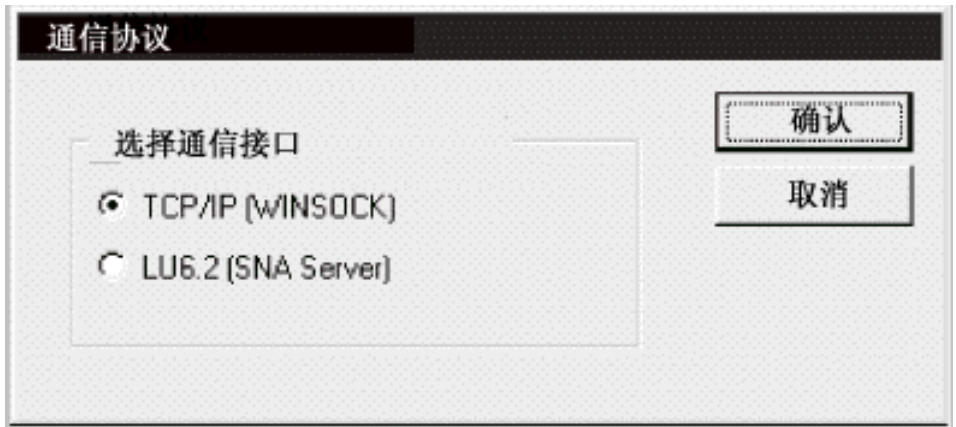 通信协议
选择通信接口
TCP/IP (WINSOCK)
LU6.2 (SNA Server)
确认
取消